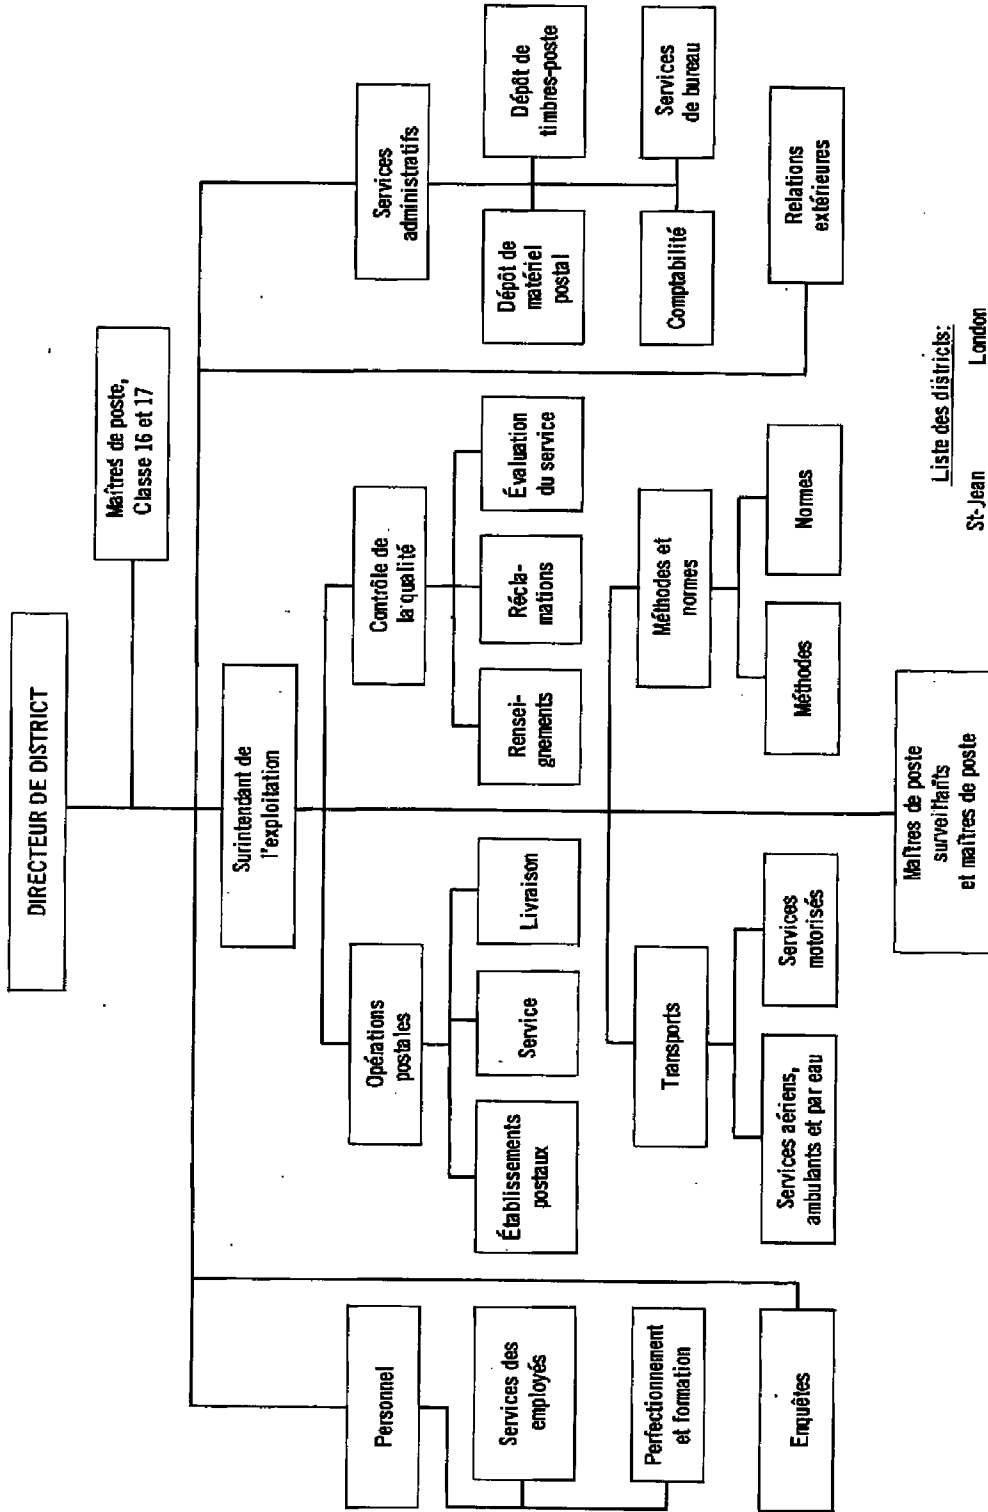 DIRECTEUR DE DISTRICT
Maîtres de poste,
Classe 16 et 17
Surintendant de
l'exploitation
Personnel
Services des
employés
Perfectionnement
et formation
Enquêtes
Opérations
postales
Établissements
postaux
Service
Livraison
Contrôle de
la qualité
Rensei-
gnements
Récla-
mations
Évaluation
du service
Transports
Services aériens,
ambulants et par eau
Services
motorisés
Méthodes et
normes
Méthodes
Normes
Services
administratifs
Dépôt de
matériel
postal
Dépôt de
timbres-poste
Comptabilité
Services
de bureau
Relations
extérieures
Maîtres de poste
surveillants
et maîtres de poste
Liste des districts:
St-Jean
London